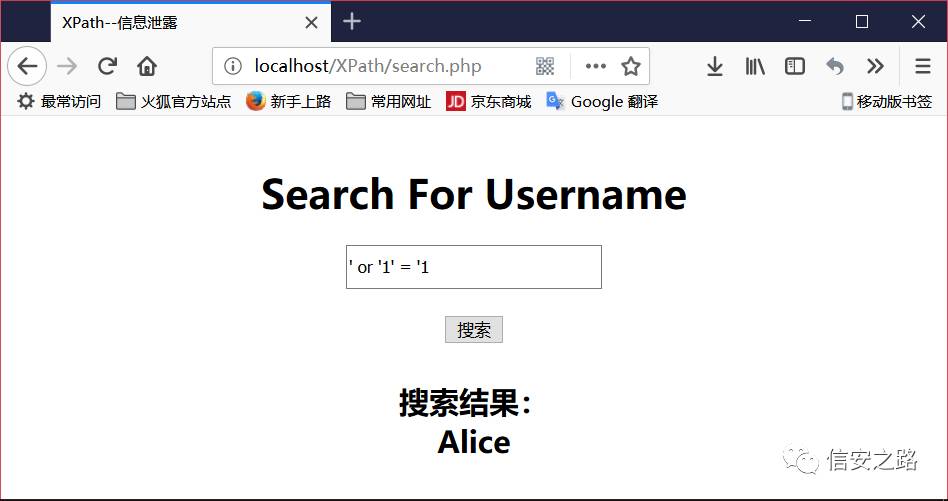 XPath--信息泄露
localhost/XPath/search.php
最常访问 火狐官方站点 新手上路 常用网址 JD 京东商城 Google 翻译 移动版书签
Search For Username
' or '1' = '1
搜索
搜索结果：
Alice
信安之路